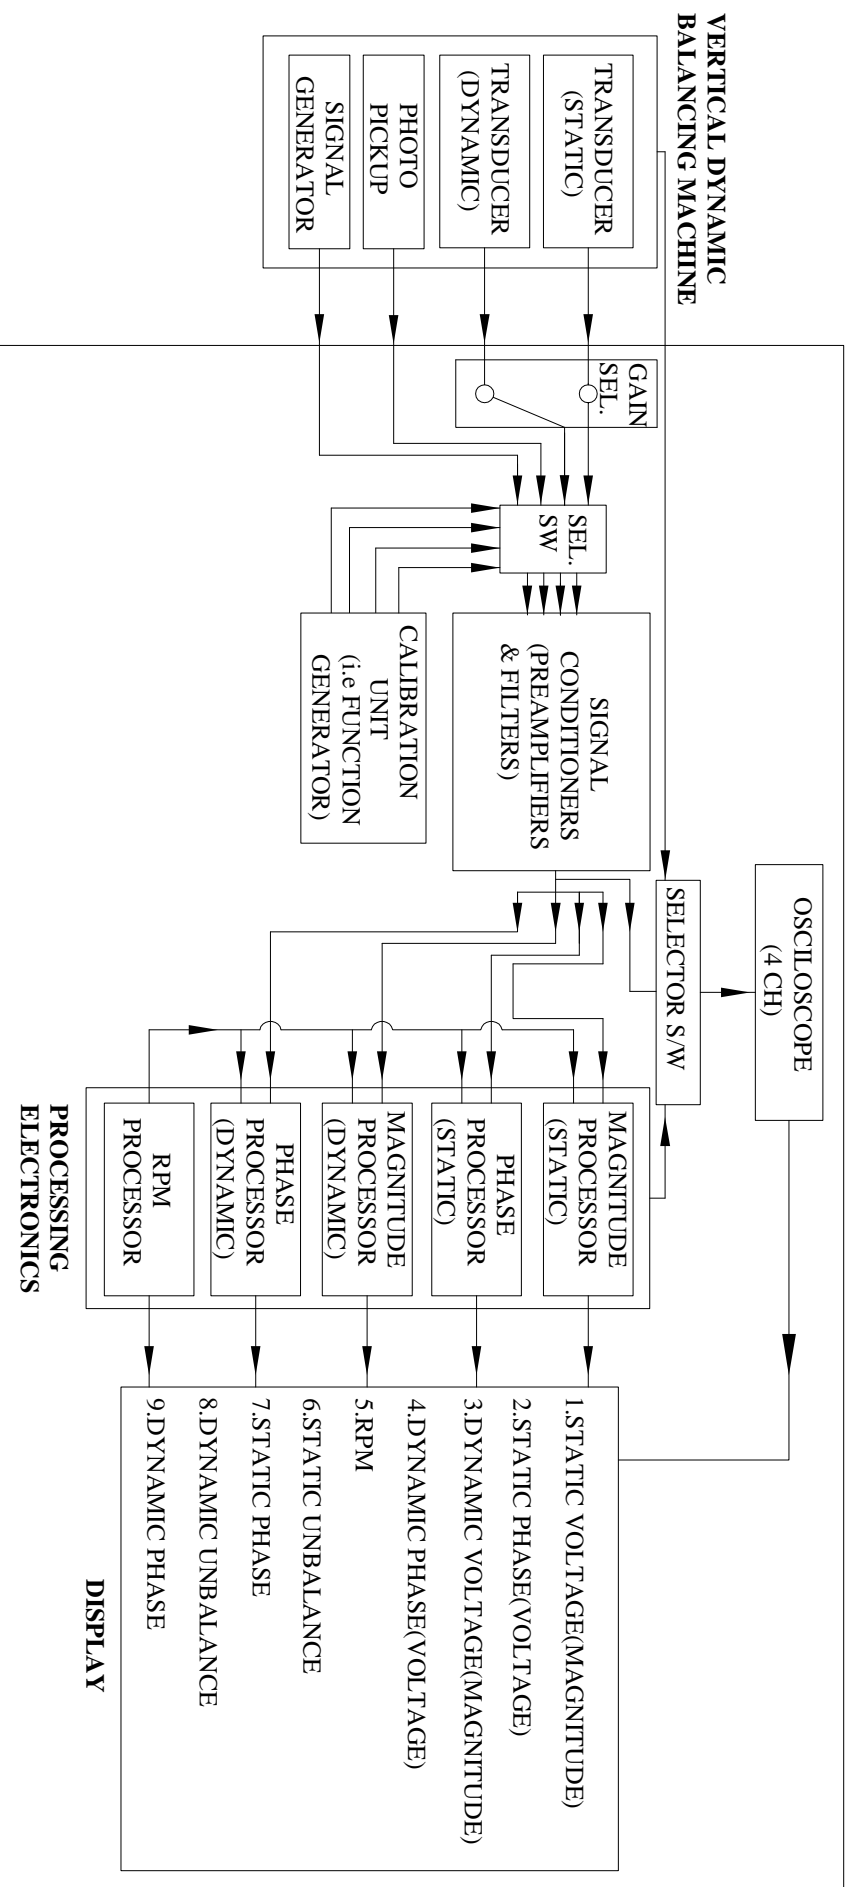 VERTICAL DYNAMIC
BALANCING MACHINE
TRANSDUCER
(STATIC)
TRANSDUCER
(DYNAMIC)
PHOTO
PICKUP
SIGNAL
GENERATOR
GAIN
SEL.
SEL.
SW
CALIBRATION
UNIT
(i.e FUNCTION
GENERATOR)
SIGNAL
CONDITIONERS
(PREAMPLIFIERS
& FILTERS)
OSCILOSCOPE
(4 CH)
SELECTOR S/W
MAGNITUDE
PROCESSOR
(STATIC)
PHASE
PROCESSOR
(STATIC)
MAGNITUDE
PROCESSOR
(DYNAMIC)
PHASE
PROCESSOR
(DYNAMIC)
RPM
PROCESSOR
PROCESSING
ELECTRONICS
1.STATIC VOLTAGE(MAGNITUDE)
2.STATIC PHASE(VOLTAGE)
3.DYNAMIC VOLTAGE(MAGNITUDE)
4.DYNAMIC PHASE(VOLTAGE)
5.RPM
6.STATIC UNBALANCE
7.STATIC PHASE
8.DYNAMIC UNBALANCE
9.DYNAMIC PHASE
DISPLAY